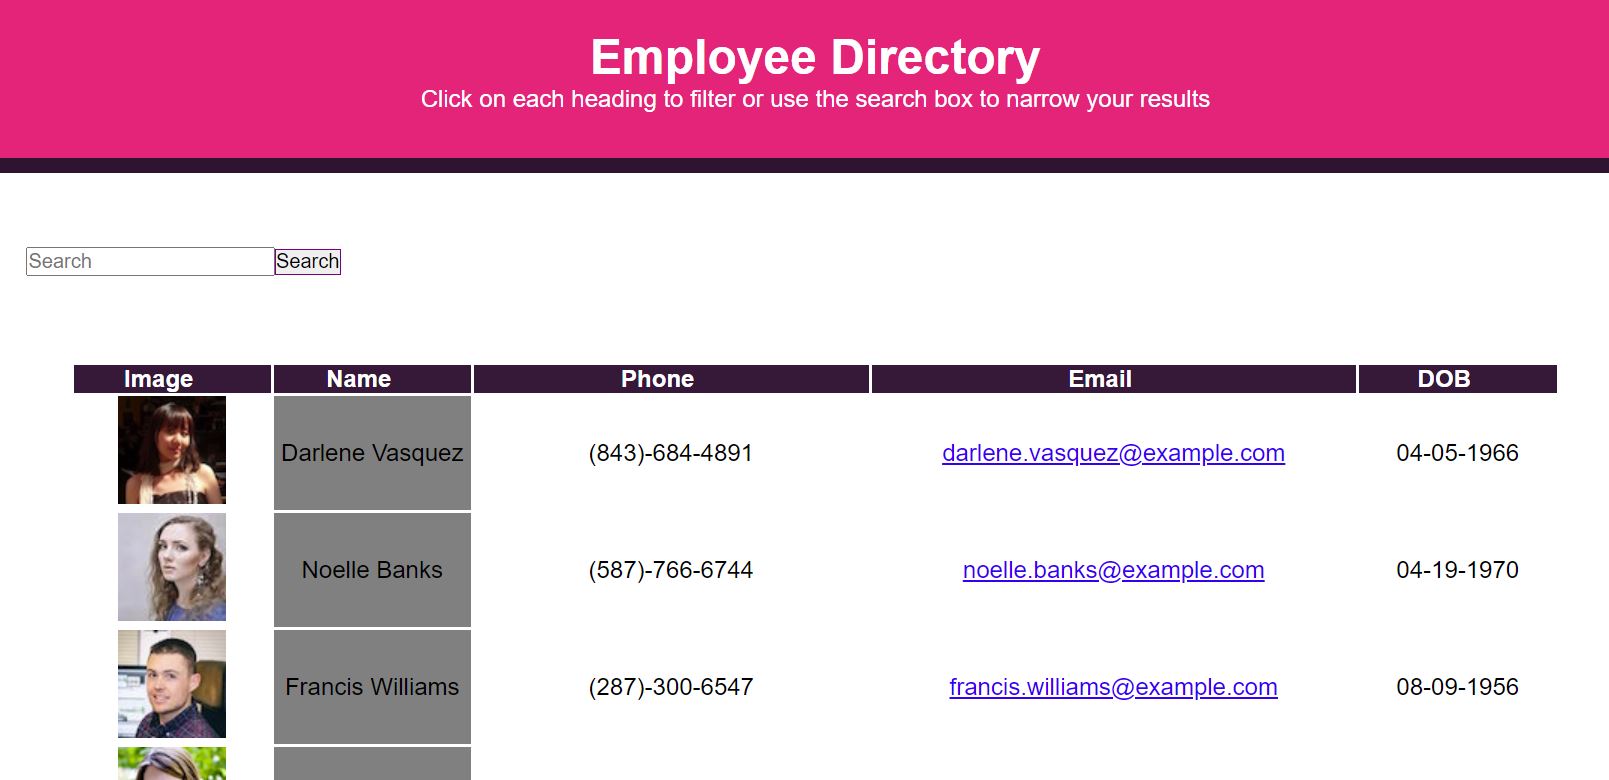 Employee Directory
Click on each heading to filter or use the search box to narrow your results
Search Search
Image Name Phone Email DOB
Darlene Vasquez (843)-684-4891 darlene.vasquez@example.com 04-05-1966
Noelle Banks (587)-766-6744 noelle.banks@example.com 04-19-1970
Francis Williams (287)-300-6547 francis.williams@example.com 08-09-1956